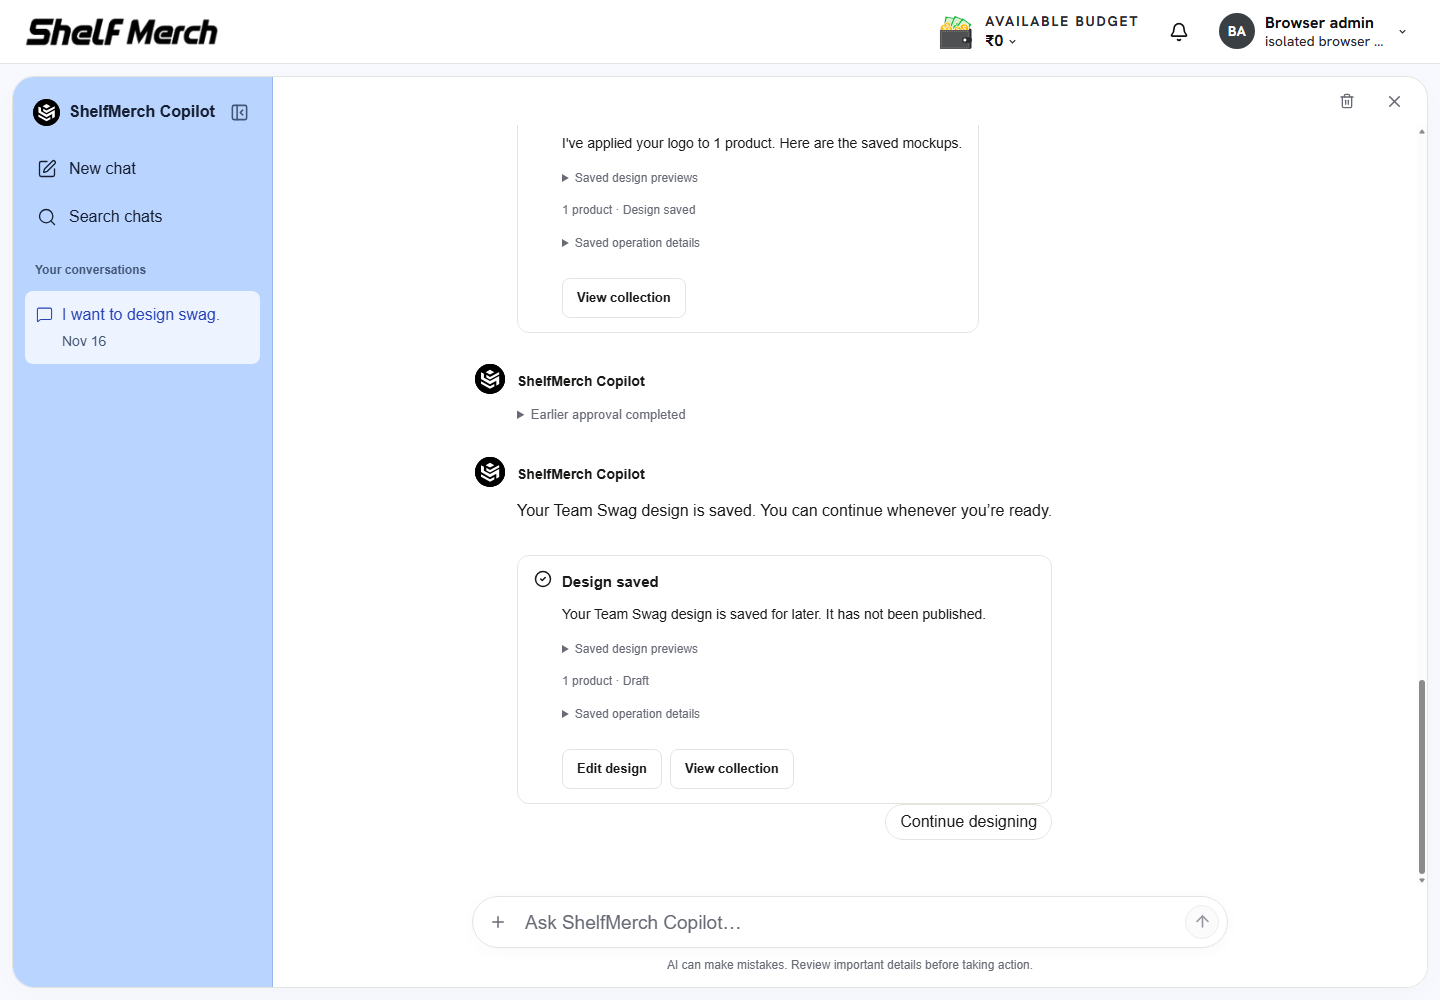 Shelf Merch
AVAILABLE BUDGET
₹0
BA
Browser admin
isolated browser ...
ShelfMerch Copilot
New chat
Search chats
Your conversations
I want to design swag.
Nov 16
I've applied your logo to 1 product. Here are the saved mockups.
Saved design previews
1 product · Design saved
Saved operation details
View collection
ShelfMerch Copilot
Earlier approval completed
ShelfMerch Copilot
Your Team Swag design is saved. You can continue whenever you’re ready.
Design saved
Your Team Swag design is saved for later. It has not been published.
Saved design previews
1 product · Draft
Saved operation details
Edit design
View collection
Continue designing
Ask ShelfMerch Copilot…
AI can make mistakes. Review important details before taking action.